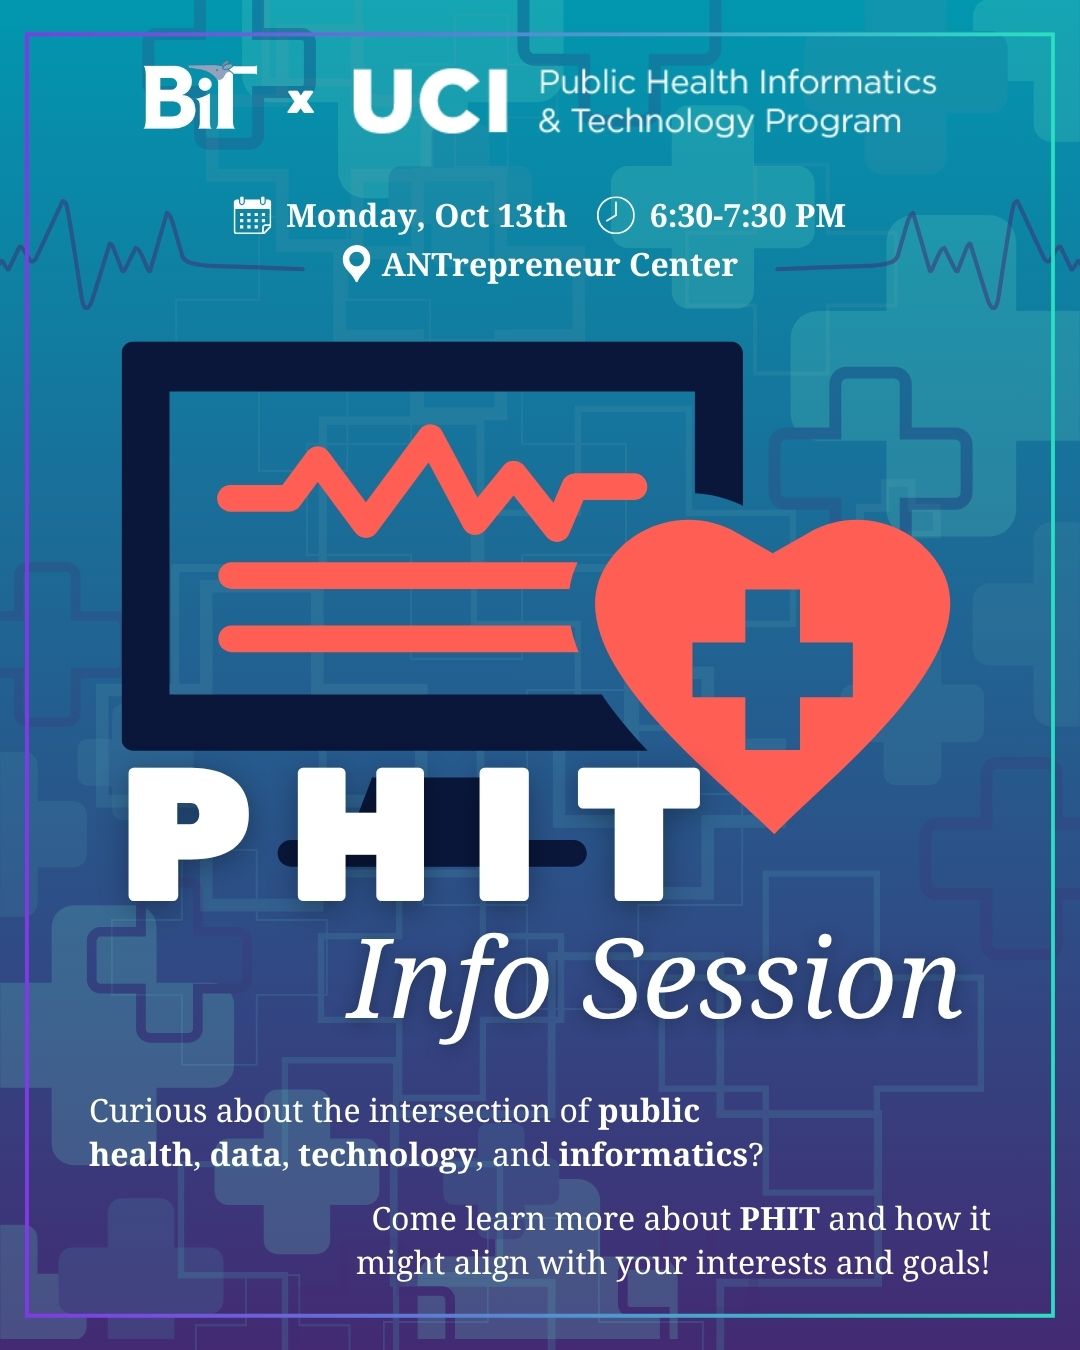 BiT x UCI Public Health Informatics
& Technology Program
Monday, Oct 13th 6:30-7:30 PM
ANTrepreneur Center
PHIT
Info Session
Curious about the intersection of public
health, data, technology, and informatics?
Come learn more about PHIT and how it
might align with your interests and goals!